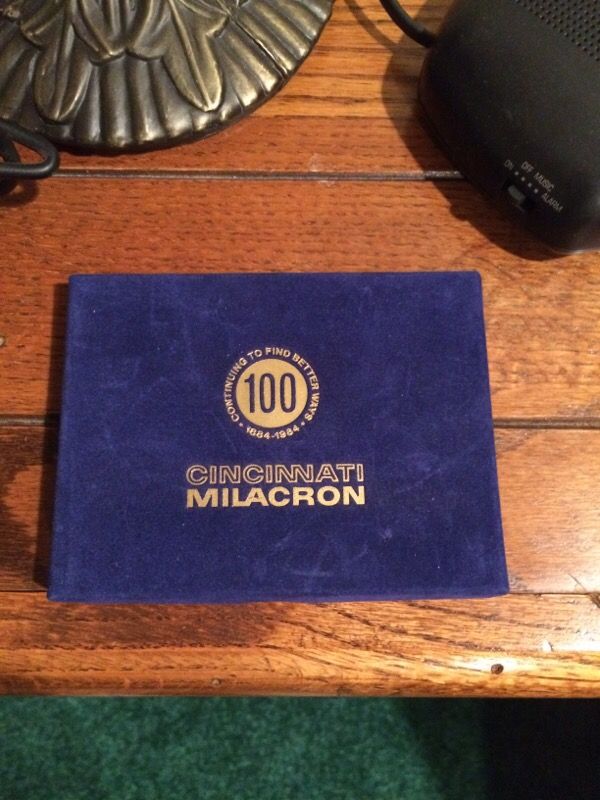 OFF MUSIC
ON ALARM
CONTINUING TO FIND BETTER WAYS
100
• 1884-1984 •
CINCINNATI
MILACRON